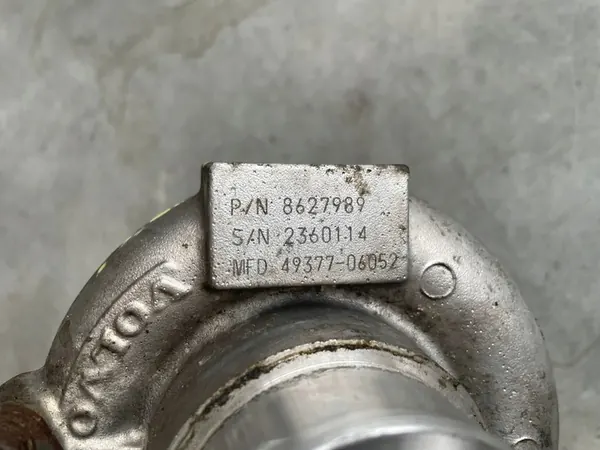 P/N 8627989
S/N 2360114
MFD 49377-06052
VOLVO